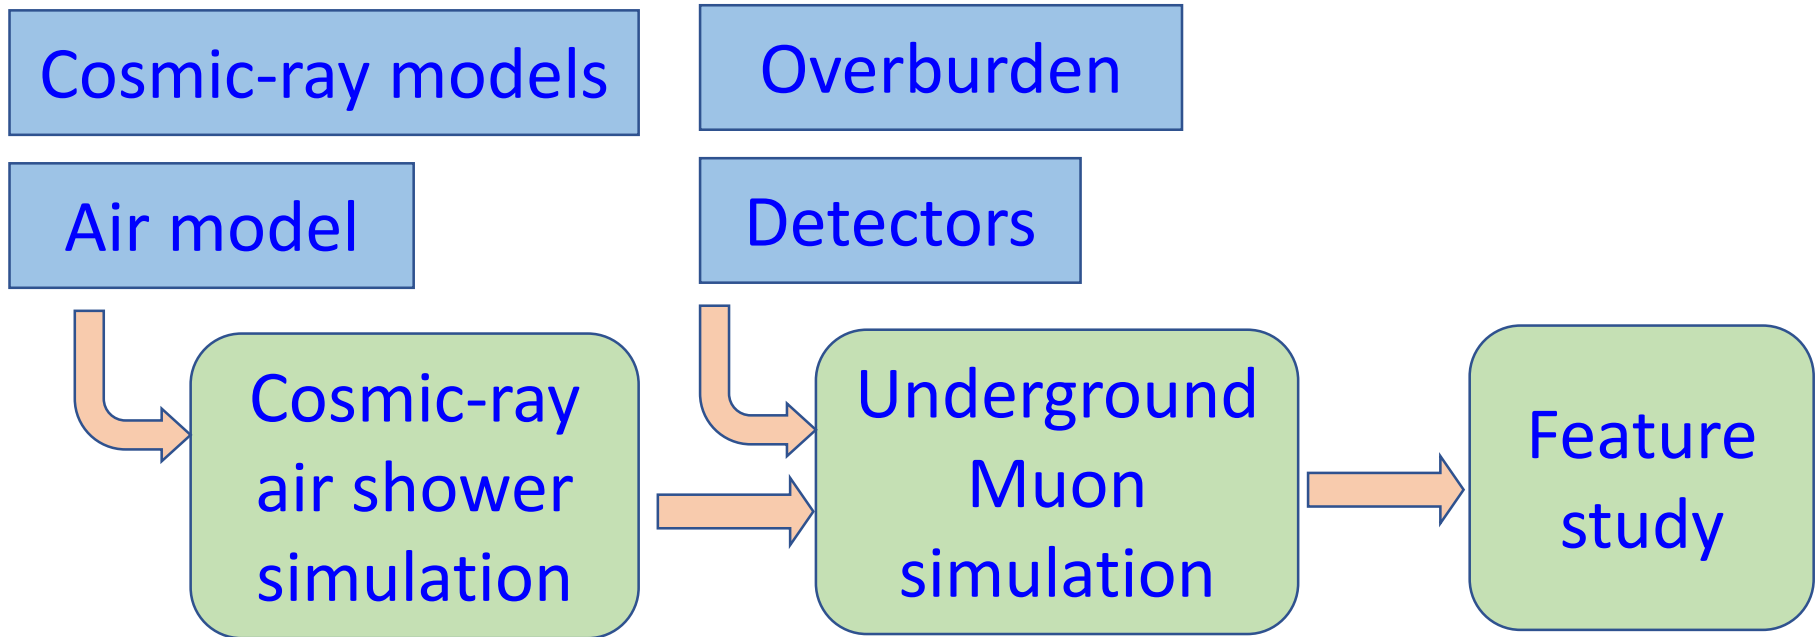 Cosmic-ray models
Air model
Overburden
Detectors
Cosmic-ray
air shower
simulation
Underground
Muon
simulation
Feature
study